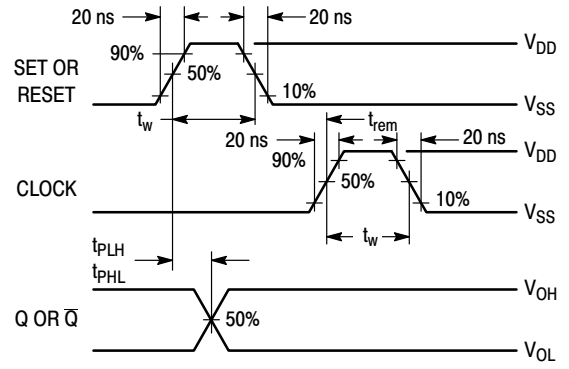 20 ns 20 ns
90% 50% V_DD
SET OR
RESET
10%
V_SS
t_w t_rem
20 ns 20 ns
90% V_DD
CLOCK 50% 10%
V_SS
t_w
t_PLH
t_PHL
V_OH
Q OR Q̅ 50%
V_OL